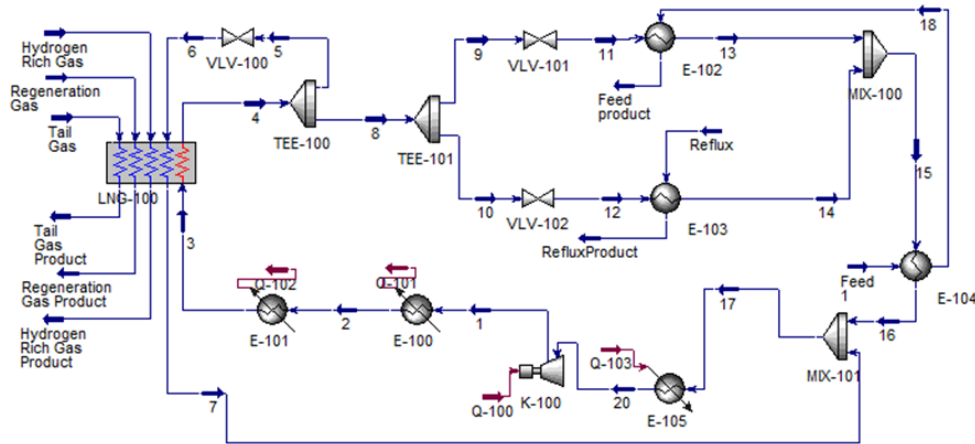 6
VLV-100
5
9
VLV-101
11
18
13
E-102
MIX-100
Hydrogen
Rich Gas
Regeneration
Gas
Tail
Gas
LNG-100
4
TEE-100
8
TEE-101
Feed
product
Reflux
10
VLV-102
12
E-103
14
15
RefluxProduct
3
Tail
Gas
Product
Regeneration
Gas Product
Hydrogen
Rich Gas
Product
Q-102
E-101
2
Q-101
E-100
1
Q-100
K-100
Q-103
20
E-105
17
Feed
1
E-104
16
MIX-101
7